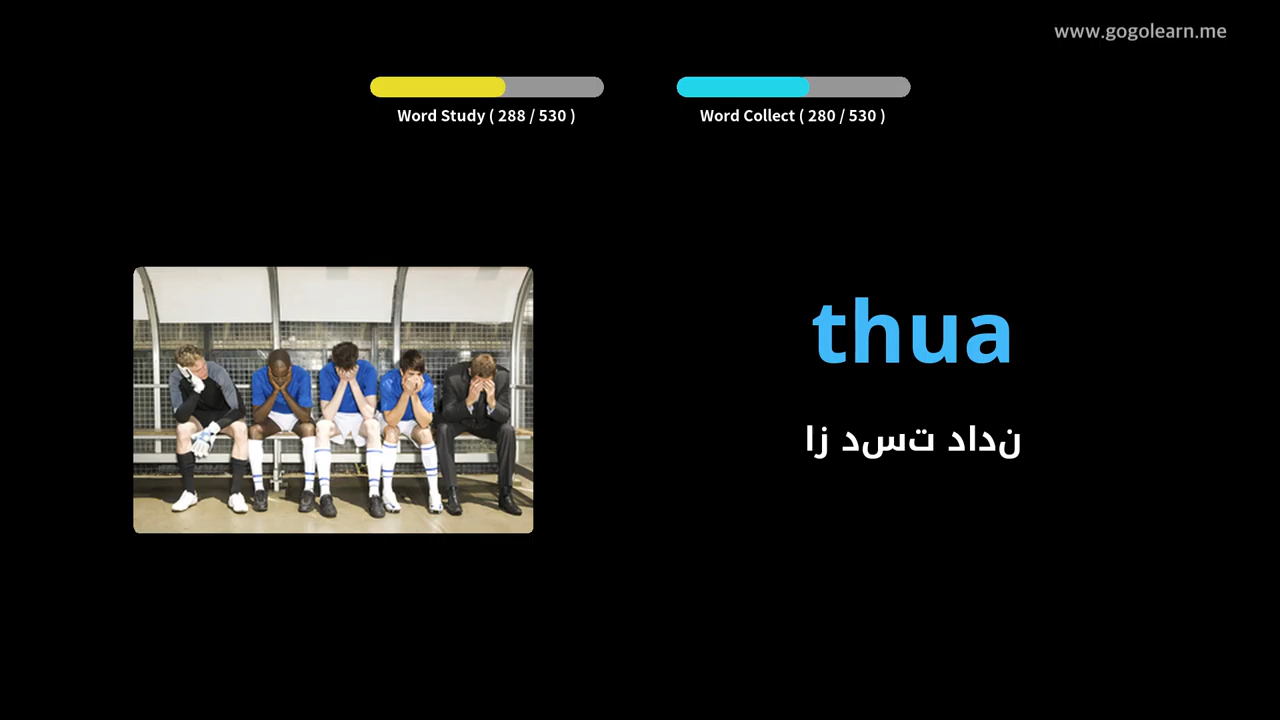 www.gogolearn.me
Word Study ( 288 / 530 )
Word Collect ( 280 / 530 )
thua
از دست دادن